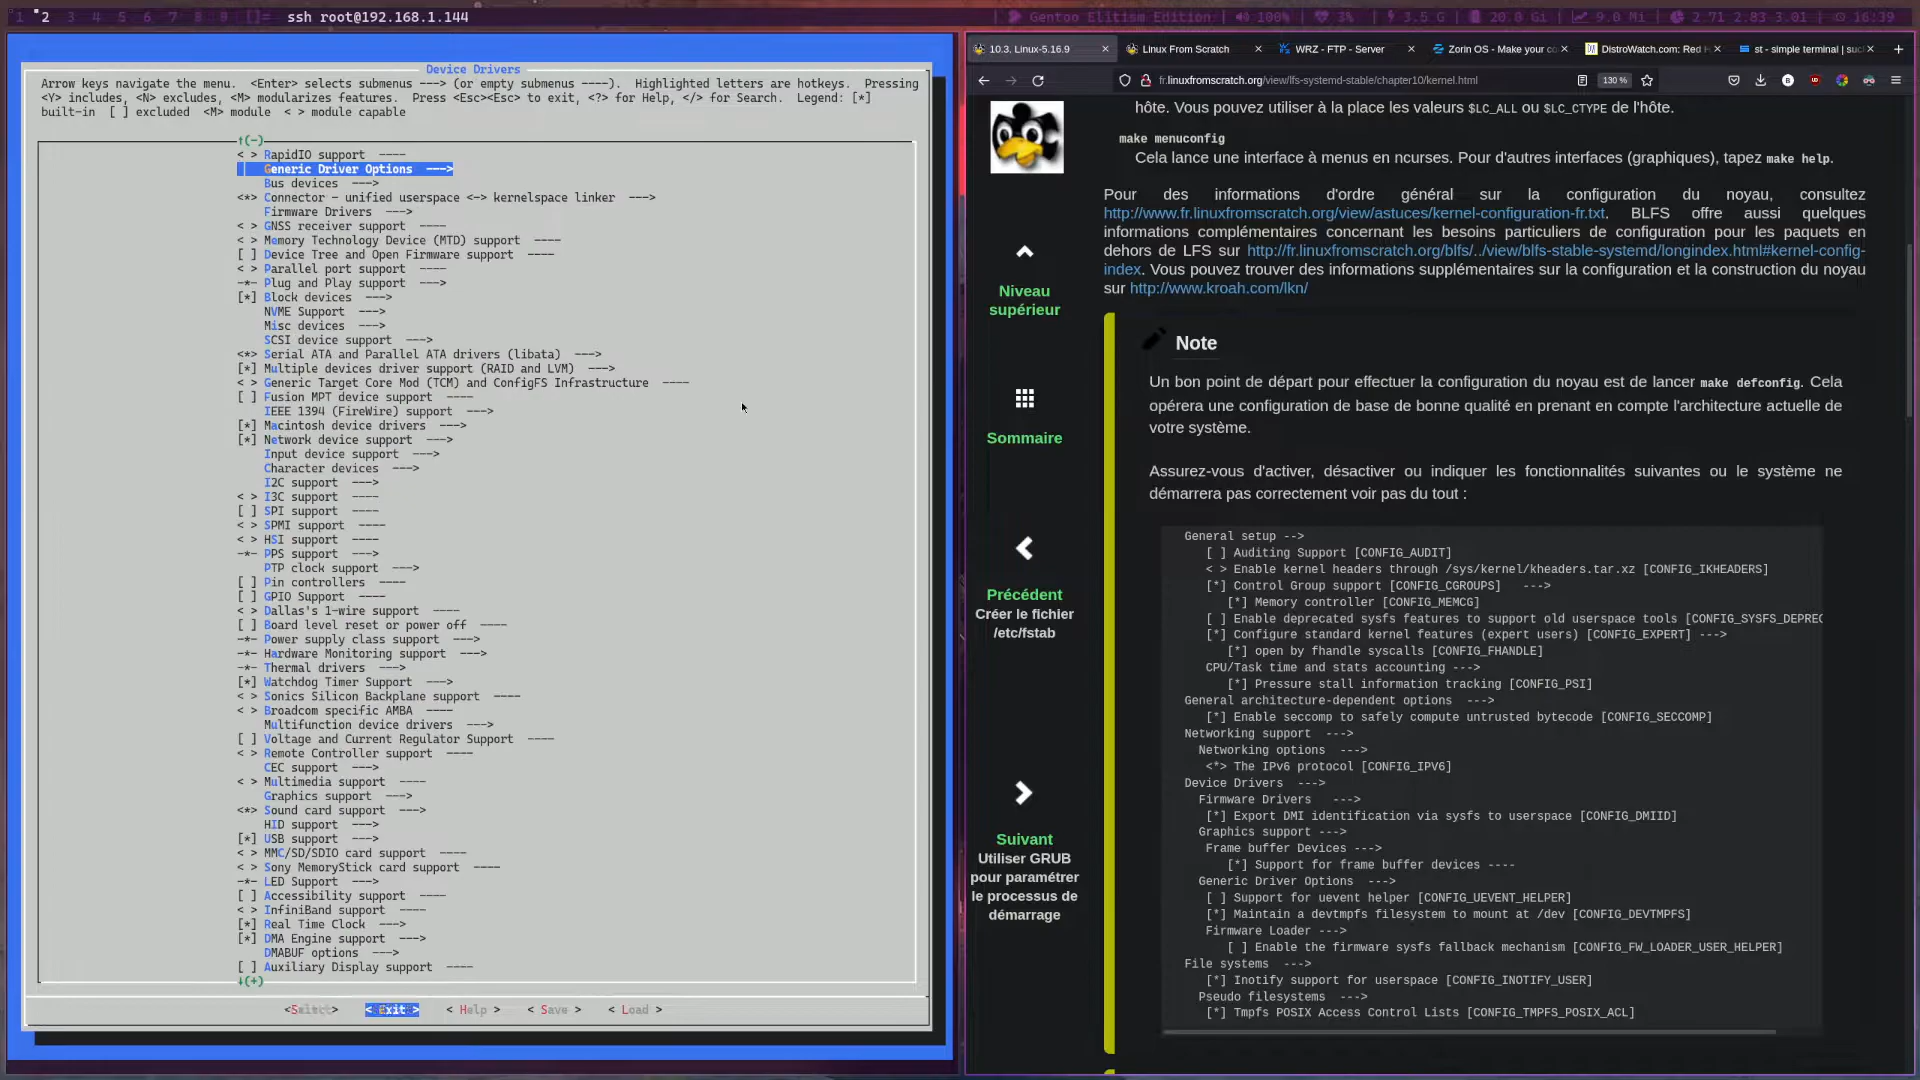 1 2 3 4 5 6 7 8 9 []= ssh root@192.168.1.144
Gentoo Elitism Edition 100% 3% 3.5 G 20.0 Gi 9.0 Mi 2.71 2.83 3.01 16:39
Device Drivers
Arrow keys navigate the menu. <Enter> selects submenus ---> (or empty submenus ----). Highlighted letters are hotkeys. Pressing
<Y> includes, <N> excludes, <M> modularizes features. Press <Esc><Esc> to exit, <?> for Help, </> for Search. Legend: [*]
built-in [ ] excluded <M> module < > module capable
↑(-)
< > RapidIO support ----
Generic Driver Options --->
Bus devices --->
<*> Connector - unified userspace <-> kernelspace linker --->
Firmware Drivers --->
< > GNSS receiver support ----
< > Memory Technology Device (MTD) support ----
[ ] Device Tree and Open Firmware support ----
< > Parallel port support ----
-*- Plug and Play support --->
[*] Block devices --->
NVME Support --->
Misc devices --->
SCSI device support --->
<*> Serial ATA and Parallel ATA drivers (libata) --->
[*] Multiple devices driver support (RAID and LVM) --->
< > Generic Target Core Mod (TCM) and ConfigFS Infrastructure ----
[ ] Fusion MPT device support ----
IEEE 1394 (FireWire) support --->
[*] Macintosh device drivers --->
[*] Network device support --->
Input device support --->
Character devices --->
I2C support --->
< > I3C support ----
[ ] SPI support ----
< > SPMI support ----
< > HSI support ----
-*- PPS support --->
PTP clock support --->
[ ] Pin controllers ----
[ ] GPIO Support ----
< > Dallas's 1-wire support ----
[ ] Board level reset or power off ----
-*- Power supply class support --->
-*- Hardware Monitoring support --->
-*- Thermal drivers --->
[*] Watchdog Timer Support --->
< > Sonics Silicon Backplane support ----
< > Broadcom specific AMBA ----
Multifunction device drivers --->
[ ] Voltage and Current Regulator Support ----
< > Remote Controller support ----
CEC support --->
< > Multimedia support ----
Graphics support --->
<*> Sound card support --->
HID support --->
[*] USB support --->
< > MMC/SD/SDIO card support ----
< > Sony MemoryStick card support ----
-*- LED Support --->
[ ] Accessibility support ----
< > InfiniBand support ----
[*] Real Time Clock --->
[*] DMA Engine support --->
DMABUF options --->
[ ] Auxiliary Display support ----
↓(+)
<Select> < Exit > < Help > < Save > < Load >
10.3. Linux-5.16.9
Linux From Scratch
WRZ - FTP - Server
Zorin OS - Make your co
DistroWatch.com: Red H
st - simple terminal | suc
fr.linuxfromscratch.org/view/lfs-systemd-stable/chapter10/kernel.html
130 %
Niveau
supérieur
Sommaire
Précédent
Créer le fichier
/etc/fstab
Suivant
Utiliser GRUB
pour paramétrer
le processus de
démarrage
hôte. Vous pouvez utiliser à la place les valeurs $LC_ALL ou $LC_CTYPE de l'hôte.
make menuconfig
Cela lance une interface à menus en ncurses. Pour d'autres interfaces (graphiques), tapez make help.
Pour des informations d'ordre général sur la configuration du noyau, consultez
http://www.fr.linuxfromscratch.org/view/astuces/kernel-configuration-fr.txt. BLFS offre aussi quelques
informations complémentaires concernant les besoins particuliers de configuration pour les paquets en
dehors de LFS sur http://fr.linuxfromscratch.org/blfs/../view/blfs-stable-systemd/longindex.html#kernel-config-
index. Vous pouvez trouver des informations supplémentaires sur la configuration et la construction du noyau
sur http://www.kroah.com/lkn/
Note
Un bon point de départ pour effectuer la configuration du noyau est de lancer make defconfig. Cela
opérera une configuration de base de bonne qualité en prenant en compte l'architecture actuelle de
votre système.
Assurez-vous d'activer, désactiver ou indiquer les fonctionnalités suivantes ou le système ne
démarrera pas correctement voir pas du tout :
General setup -->
[ ] Auditing Support [CONFIG_AUDIT]
< > Enable kernel headers through /sys/kernel/kheaders.tar.xz [CONFIG_IKHEADERS]
[*] Control Group support [CONFIG_CGROUPS] --->
[*] Memory controller [CONFIG_MEMCG]
[ ] Enable deprecated sysfs features to support old userspace tools [CONFIG_SYSFS_DEPREC
[*] Configure standard kernel features (expert users) [CONFIG_EXPERT] --->
[*] open by fhandle syscalls [CONFIG_FHANDLE]
CPU/Task time and stats accounting --->
[*] Pressure stall information tracking [CONFIG_PSI]
General architecture-dependent options --->
[*] Enable seccomp to safely compute untrusted bytecode [CONFIG_SECCOMP]
Networking support --->
Networking options --->
<*> The IPv6 protocol [CONFIG_IPV6]
Device Drivers --->
Firmware Drivers --->
[*] Export DMI identification via sysfs to userspace [CONFIG_DMIID]
Graphics support --->
Frame buffer Devices --->
[*] Support for frame buffer devices ----
Generic Driver Options --->
[ ] Support for uevent helper [CONFIG_UEVENT_HELPER]
[*] Maintain a devtmpfs filesystem to mount at /dev [CONFIG_DEVTMPFS]
Firmware Loader --->
[ ] Enable the firmware sysfs fallback mechanism [CONFIG_FW_LOADER_USER_HELPER]
File systems --->
[*] Inotify support for userspace [CONFIG_INOTIFY_USER]
Pseudo filesystems --->
[*] Tmpfs POSIX Access Control Lists [CONFIG_TMPFS_POSIX_ACL]